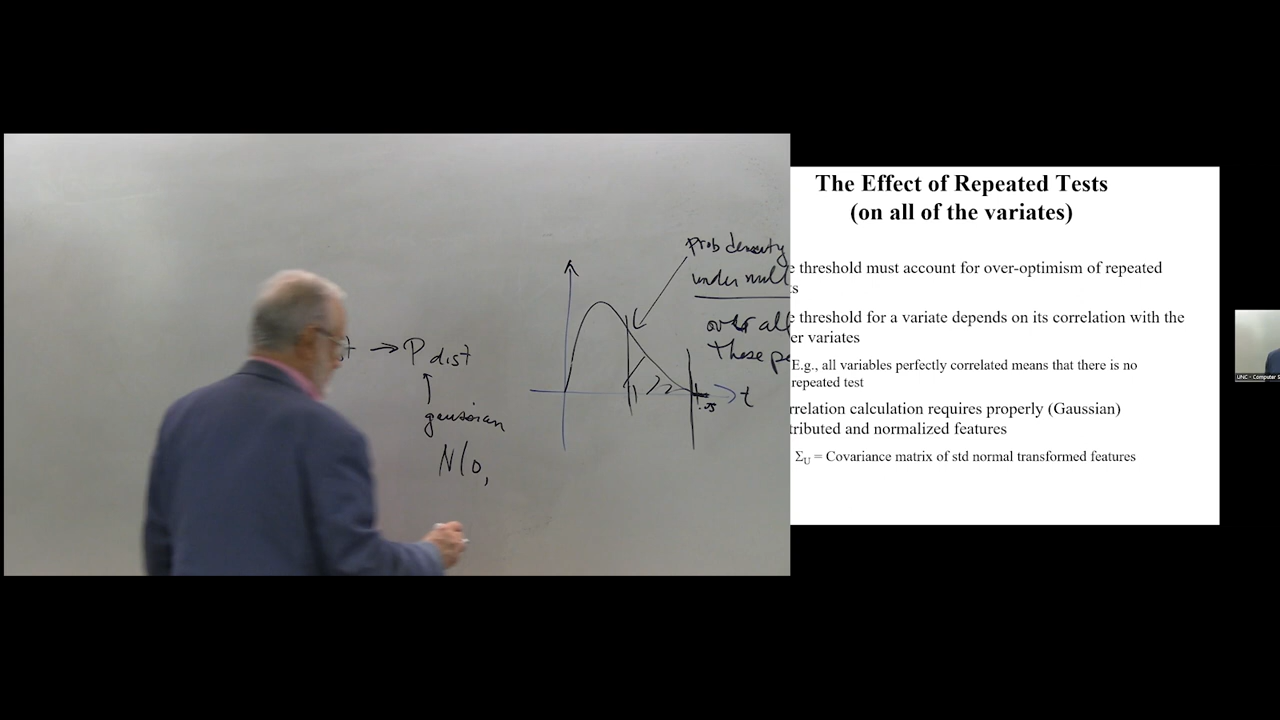 prob density
under null
over all
These
→ P dist
gaussian
N(0,
t
.05
The Effect of Repeated Tests
(on all of the variates)
threshold must account for over-optimism of repeated
threshold for a variate depends on its correlation with the
variates
E.g., all variables perfectly correlated means that there is no
repeated test
rrelation calculation requires properly (Gaussian)
tributed and normalized features
Σ_U = Covariance matrix of std normal transformed features
UNC - Computer S